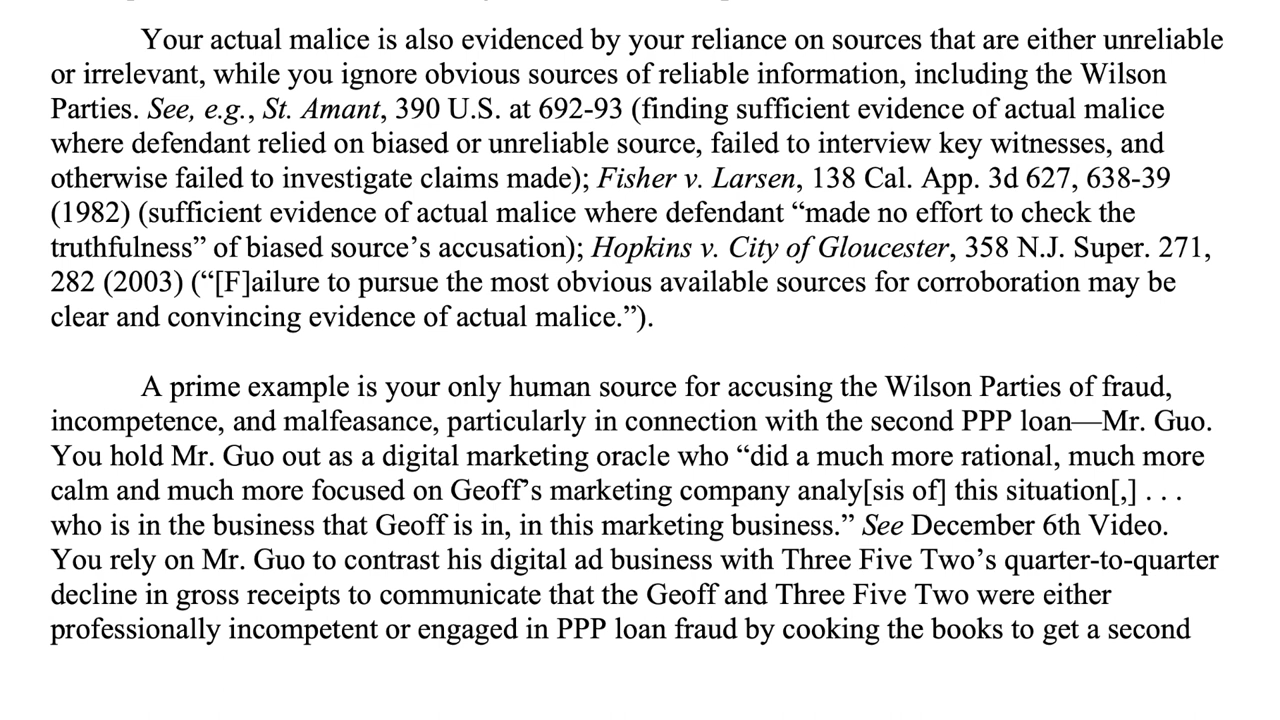 Your actual malice is also evidenced by your reliance on sources that are either unreliable
or irrelevant, while you ignore obvious sources of reliable information, including the Wilson
Parties. See, e.g., St. Amant, 390 U.S. at 692-93 (finding sufficient evidence of actual malice
where defendant relied on biased or unreliable source, failed to interview key witnesses, and
otherwise failed to investigate claims made); Fisher v. Larsen, 138 Cal. App. 3d 627, 638-39
(1982) (sufficient evidence of actual malice where defendant “made no effort to check the
truthfulness” of biased source’s accusation); Hopkins v. City of Gloucester, 358 N.J. Super. 271,
282 (2003) (“[F]ailure to pursue the most obvious available sources for corroboration may be
clear and convincing evidence of actual malice.”).
A prime example is your only human source for accusing the Wilson Parties of fraud,
incompetence, and malfeasance, particularly in connection with the second PPP loan—Mr. Guo.
You hold Mr. Guo out as a digital marketing oracle who “did a much more rational, much more
calm and much more focused on Geoff’s marketing company analy[sis of] this situation[,] . . .
who is in the business that Geoff is in, in this marketing business.” See December 6th Video.
You rely on Mr. Guo to contrast his digital ad business with Three Five Two’s quarter-to-quarter
decline in gross receipts to communicate that the Geoff and Three Five Two were either
professionally incompetent or engaged in PPP loan fraud by cooking the books to get a second